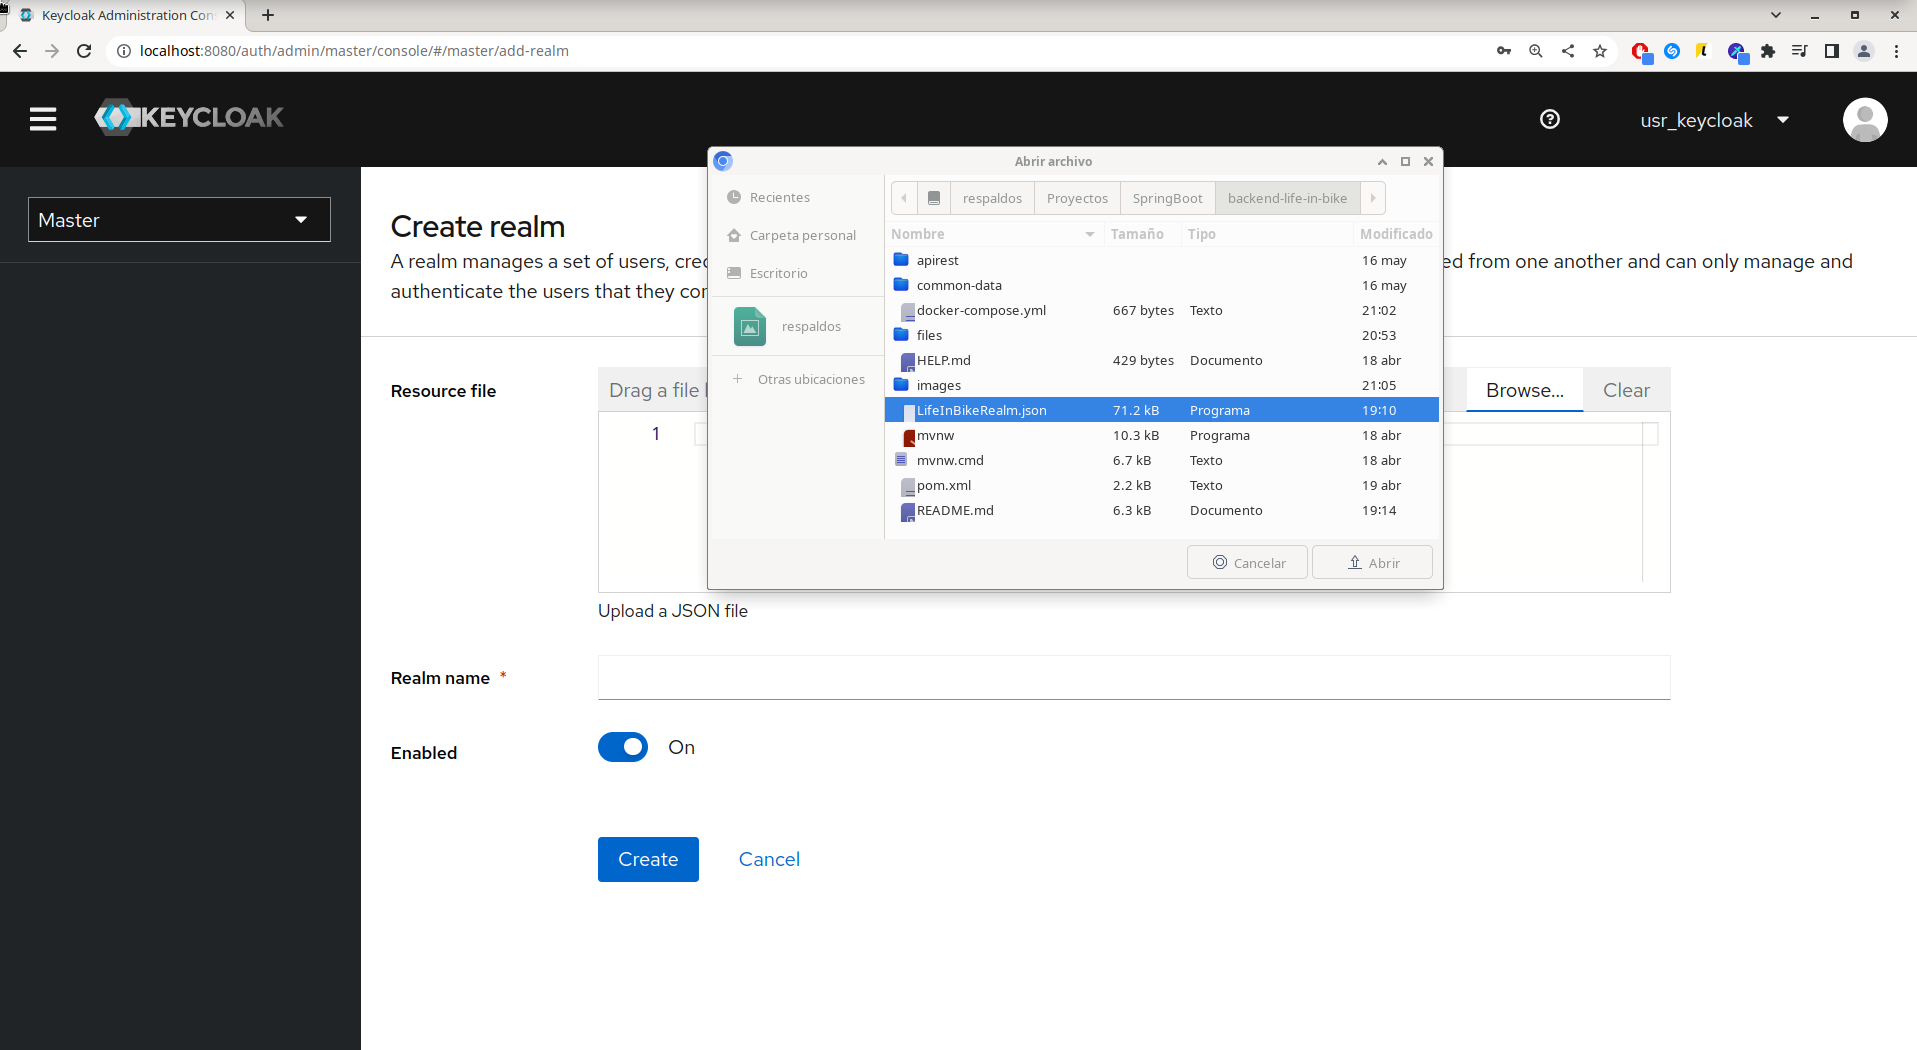 Keycloak Administration Con
localhost:8080/auth/admin/master/console/#/master/add-realm
KEYCLOAK
usr_keycloak
Master
Create realm
A realm manages a set of users, cred
ed from one another and can only manage and
authenticate the users that they con
Resource file
Drag a file
Browse...
Clear
1
Upload a JSON file
Realm name *
Enabled
On
Create
Cancel
Abrir archivo
Recientes
Carpeta personal
Escritorio
respaldos
Otras ubicaciones
respaldos Proyectos SpringBoot backend-life-in-bike
Nombre Tamaño Tipo Modificado
apirest 16 may
common-data 16 may
docker-compose.yml 667 bytes Texto 21:02
files 20:53
HELP.md 429 bytes Documento 18 abr
images 21:05
LifeInBikeRealm.json 71.2 kB Programa 19:10
mvnw 10.3 kB Programa 18 abr
mvnw.cmd 6.7 kB Texto 18 abr
pom.xml 2.2 kB Texto 19 abr
README.md 6.3 kB Documento 19:14
Cancelar
Abrir